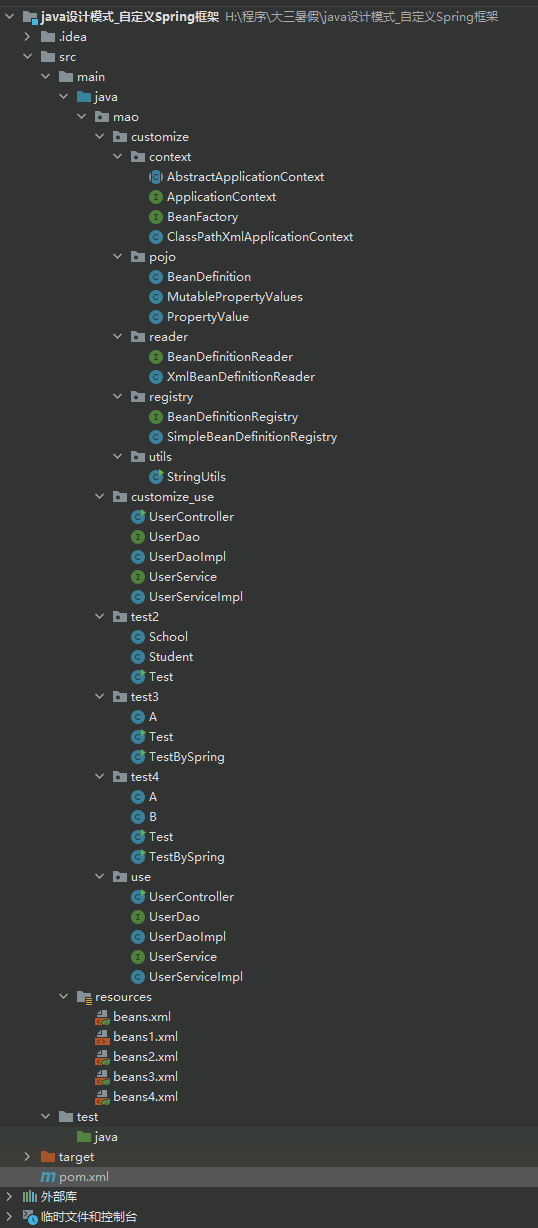 java设计模式_自定义Spring框架 H:\程序\大三暑假\java设计模式_自定义Spring框架
.idea
src
main
java
mao
customize
context
AbstractApplicationContext
ApplicationContext
BeanFactory
ClassPathXmlApplicationContext
pojo
BeanDefinition
MutablePropertyValues
PropertyValue
reader
BeanDefinitionReader
XmlBeanDefinitionReader
registry
BeanDefinitionRegistry
SimpleBeanDefinitionRegistry
utils
StringUtils
customize_use
UserController
UserDao
UserDaoImpl
UserService
UserServiceImpl
test2
School
Student
Test
test3
A
Test
TestBySpring
test4
A
B
Test
TestBySpring
use
UserController
UserDao
UserDaoImpl
UserService
UserServiceImpl
resources
beans.xml
beans1.xml
beans2.xml
beans3.xml
beans4.xml
test
java
target
pom.xml
外部库
临时文件和控制台